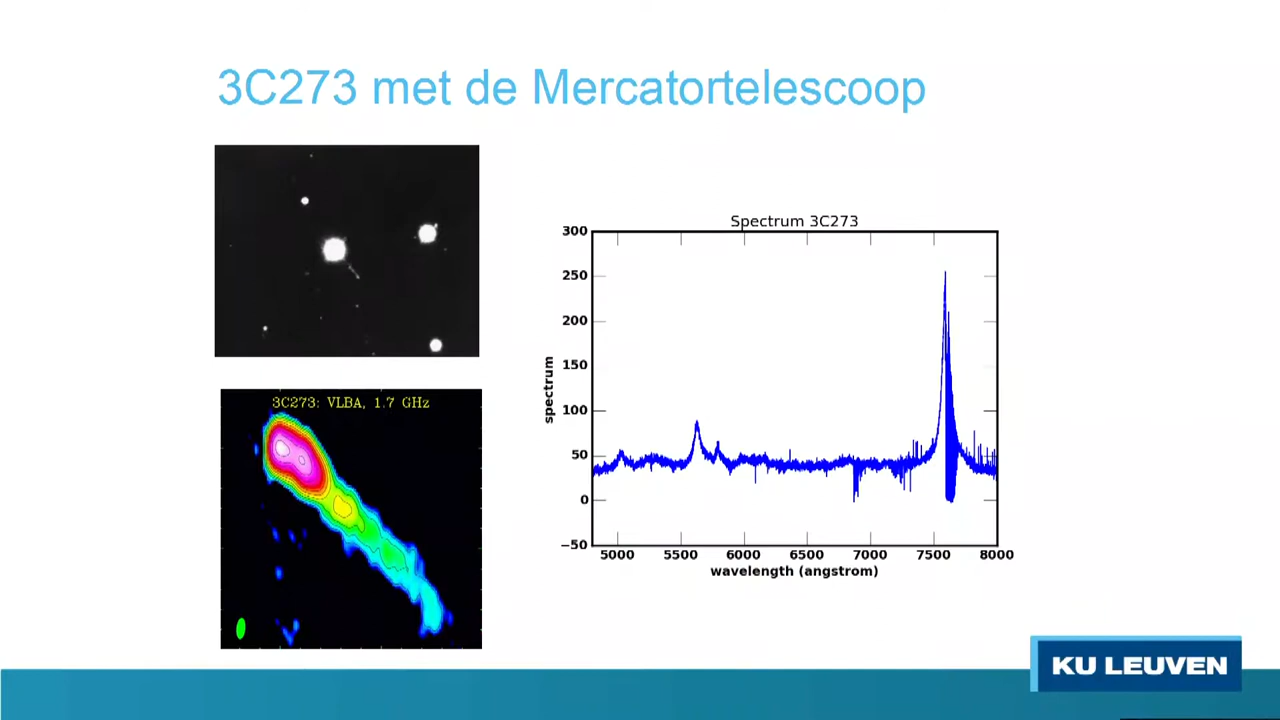 3C273 met de Mercatortelescoop
3C273: VLBA, 1.7 GHz
Spectrum 3C273
300
250
200
150
100
50
0
−50
spectrum
5000 5500 6000 6500 7000 7500 8000
wavelength (angstrom)
KU LEUVEN